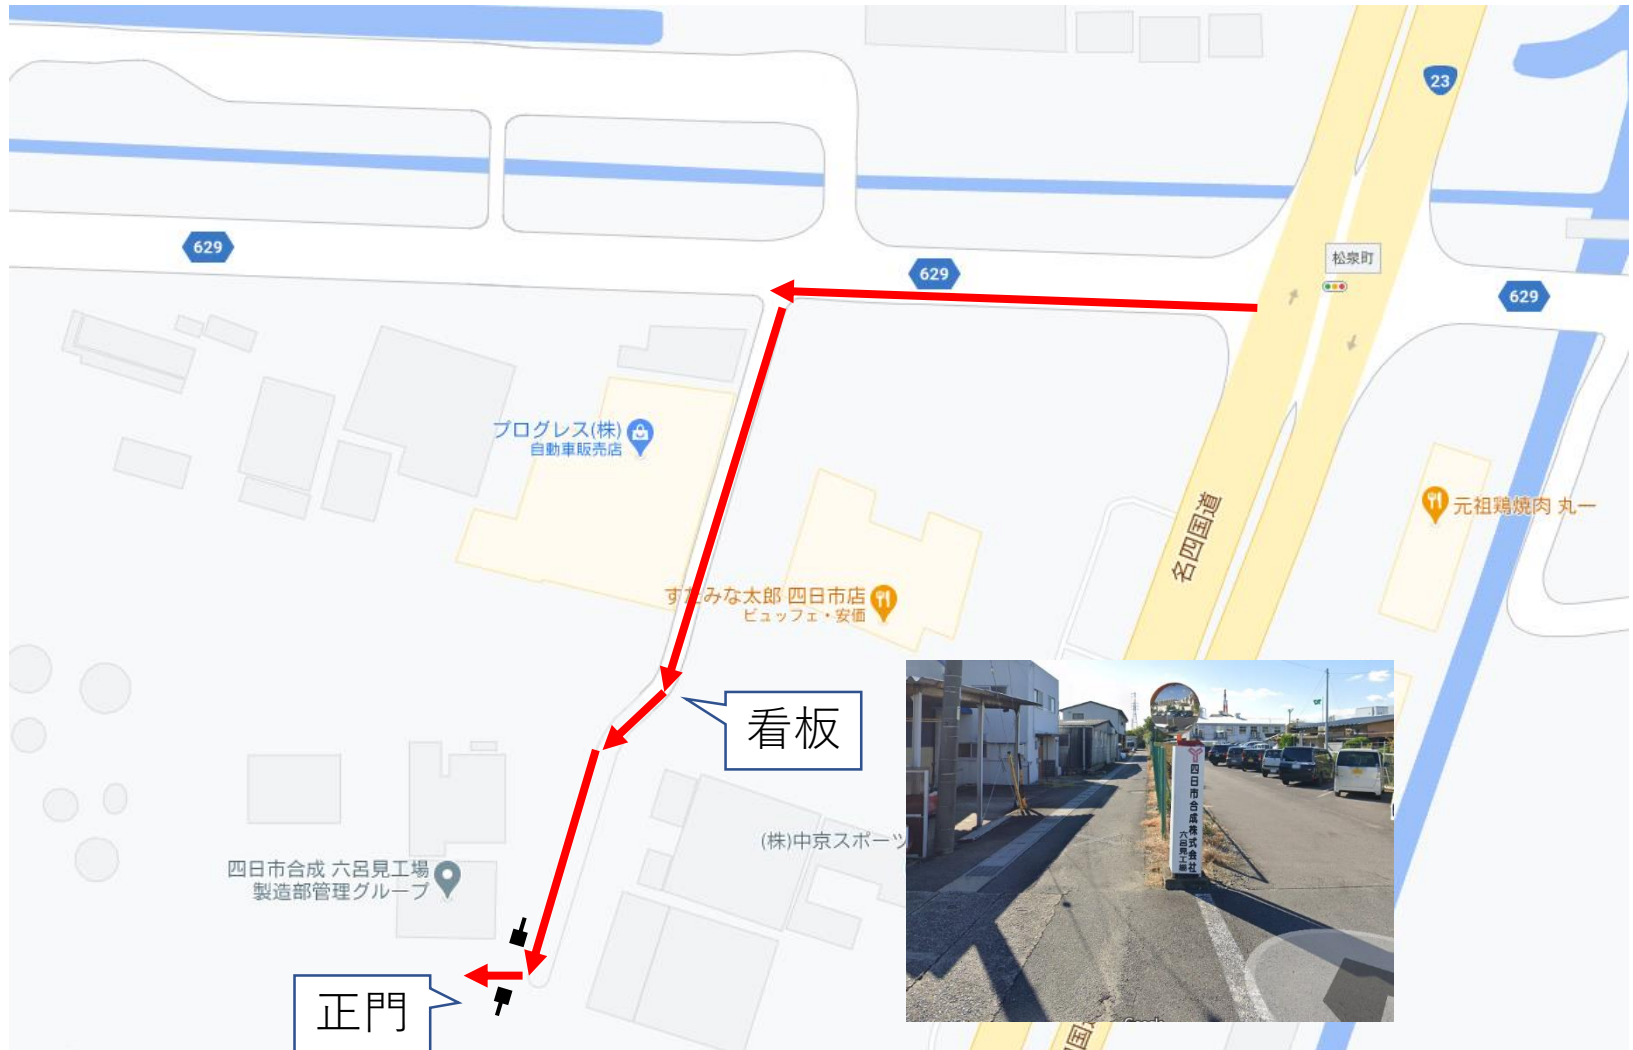 23
629
629
松泉町
629
プログレス(株)
自動車販売店
元祖鶏焼肉 丸一
名四国道
すたみな太郎 四日市店
ビュッフェ・安価
看板
四日市合成株式会社
六呂見工場
(株)中京スポーツ
四日市合成 六呂見工場
製造部管理グループ
正門
国道